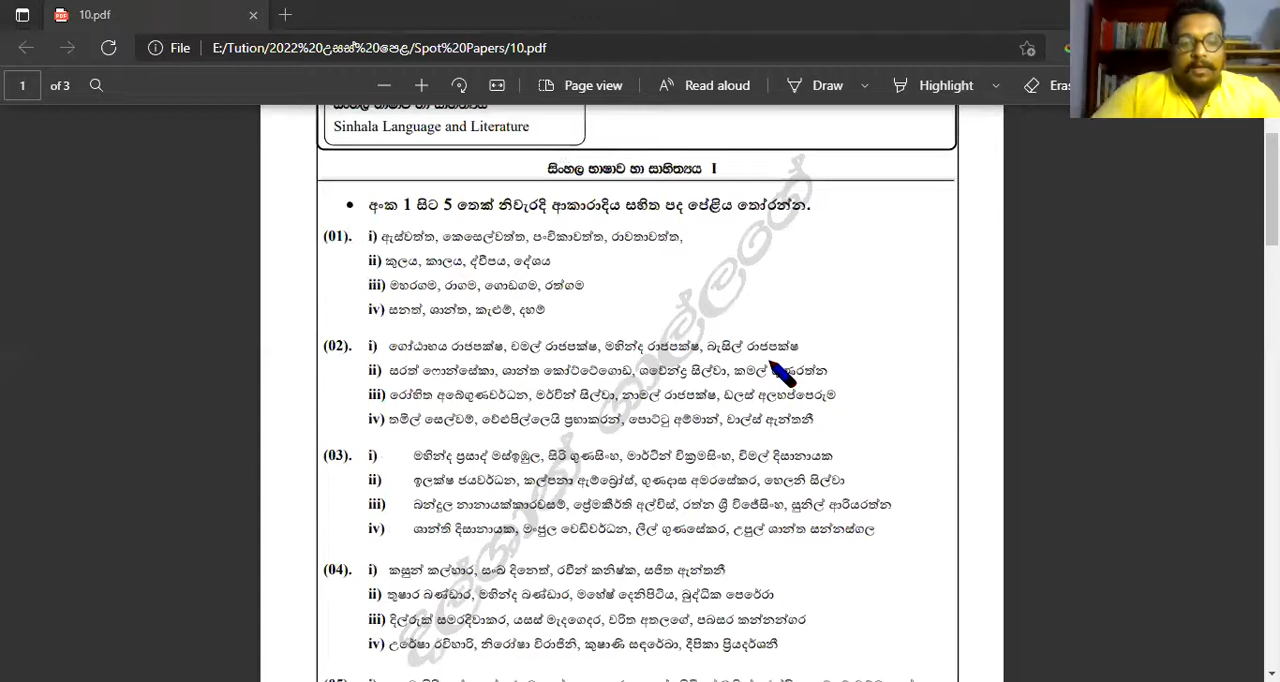 10.pdf
File E:/Tution/2022%20උසස්%20පෙළ/Spot%20Papers/10.pdf
1 of 3 Page view Read aloud Draw Highlight Eras
සිංහල භාෂාව හා සාහිත්‍යය
Sinhala Language and Literature
සිංහල භාෂාව හා සාහිත්‍යය I
• අංක 1 සිට 5 තෙක් නිවැරදි ආකාරාදිය සහිත පද පේළිය තෝරන්න.
(01). i) ඇස්වත්ත, කෙසෙල්වත්ත, පංචිකාවත්ත, රාවතාවත්ත,
ii) කුලය, කාලය, ද්වීපය, දේශය
iii) මහරගම, රාගම, ගොඩගම, රත්ගම
iv) සනත්, ශාන්ත, කැළුම්, දහම්
(02). i) ගෝඨාභය රාජපක්ෂ, චමල් රාජපක්ෂ, මහින්ද රාජපක්ෂ, බැසිල් රාජපක්ෂ
ii) සරත් ෆොන්සේකා, ශාන්ත කෝට්ටේගොඩ, ශවේන්ද්‍ර සිල්වා, කමල් ගුණරත්න
iii) රෝහිත අබේගුණවර්ධන, මර්වින් සිල්වා, නාමල් රාජපක්ෂ, ඩලස් අලහප්පෙරුම
iv) තමිල් සෙල්වම්, වේළුපිල්ලෙයි ප්‍රභාකරන්, පොට්ටු අම්මාන්, චාල්ස් ඇන්තනී
(03). i) මහින්ද ප්‍රසාද් මස්ඉඹුල, සිරි ගුණසිංහ, මාර්ටින් වික්‍රමසිංහ, විමල් දිසානායක
ii) ඉලක්ෂ ජයවර්ධන, කල්පනා ඇම්බ්‍රෝස්, ගුණදාස අමරසේකර, හෙලනි සිල්වා
iii) බන්දුල නානායක්කාරවසම්, ප්‍රේමකීර්ති අල්විස්, රත්න ශ්‍රී විජේසිංහ, සුනිල් ආරියරත්න
iv) ශාන්ති දිසානායක, මංජුල වෙඩිවර්ධන, ලීල් ගුණසේකර, උපුල් ශාන්ත සන්නස්ගල
(04). i) කසුන් කල්හාර, සංඛ දිනෙත්, රවීන් කනිෂ්ක, සජිත ඇන්තනී
ii) තුෂාර බණ්ඩාර, මහින්ද බණ්ඩාර, මහේෂ් දෙනිපිටිය, බුද්ධික පෙරේරා
iii) දිල්රුක් සමරදිවාකර, යසස් මැදගෙදර, චරිත අතලගේ, පබසර කන්නන්ගර
iv) උරේෂා රවිහාරි, නිරෝෂා විරාජිනි, කුෂාණි සඳරේඛා, දීපිකා ප්‍රියදර්ශනී